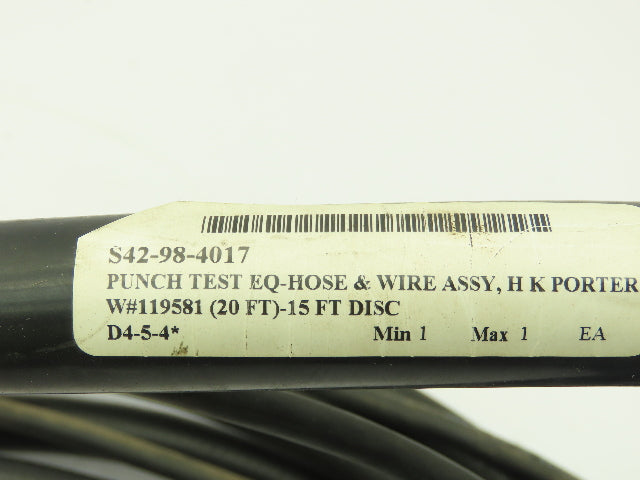 S42-98-4017
PUNCH TEST EQ-HOSE & WIRE ASSY, H K PORTER
W#119581 (20 FT)-15 FT DISC
D4-5-4* Min 1 Max 1 EA